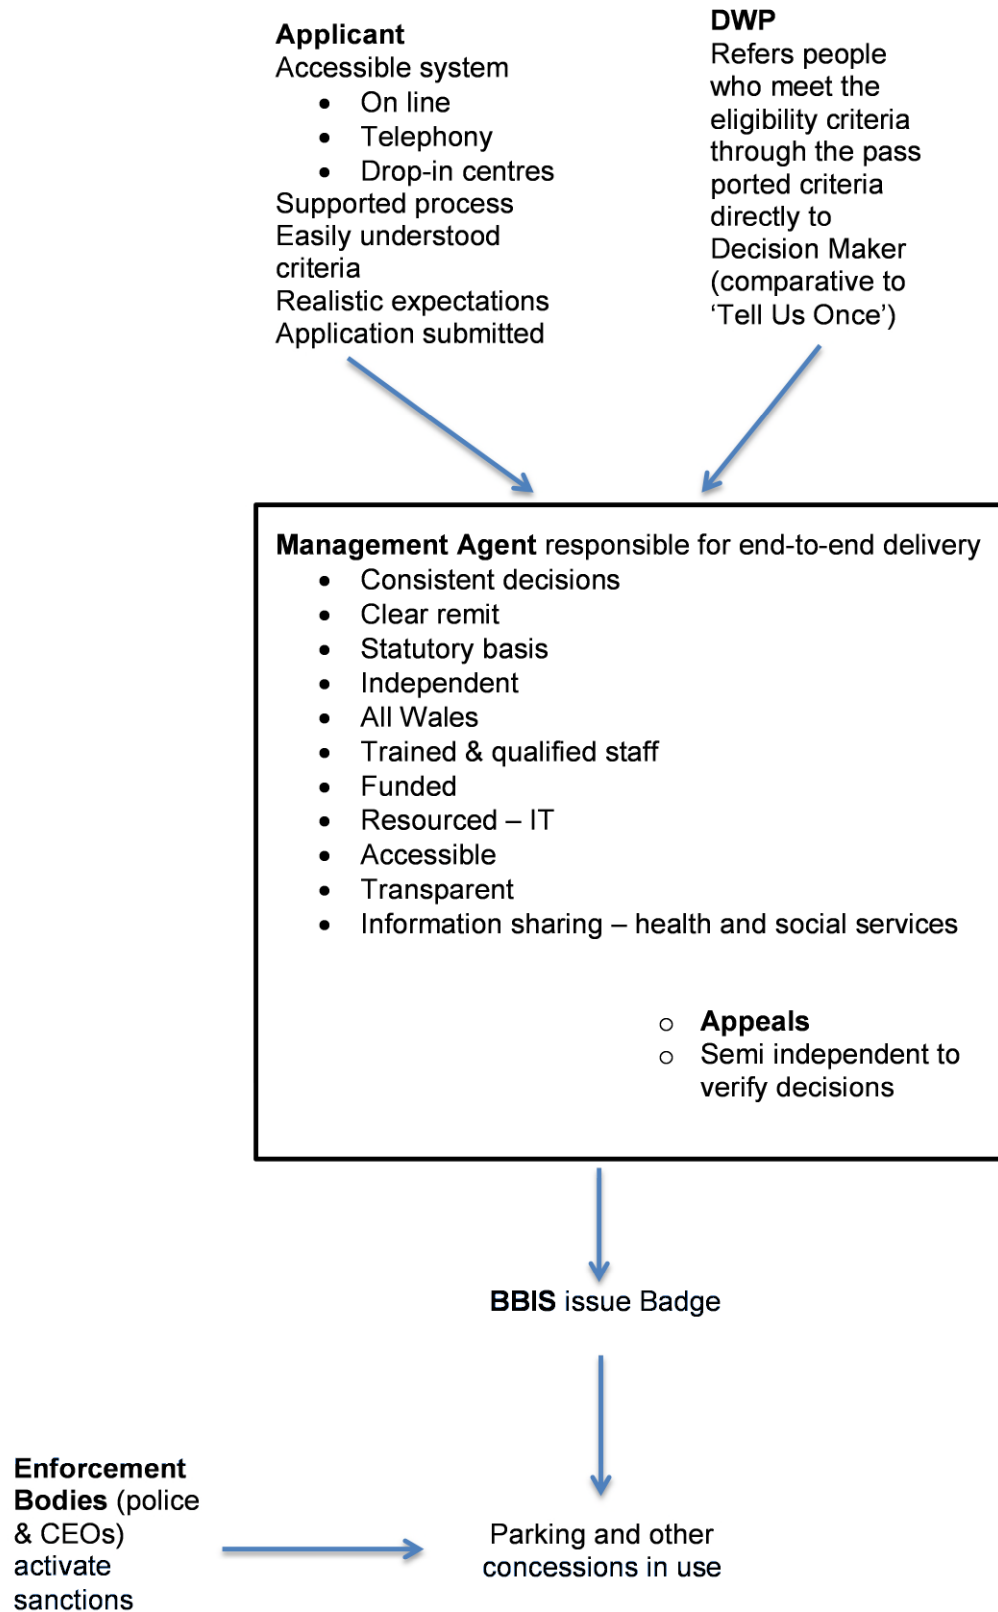 Applicant
Accessible system
• On line
• Telephony
• Drop-in centres
Supported process
Easily understood
criteria
Realistic expectations
Application submitted
DWP
Refers people
who meet the
eligibility criteria
through the pass
ported criteria
directly to
Decision Maker
(comparative to
‘Tell Us Once’)
Management Agent responsible for end-to-end delivery
• Consistent decisions
• Clear remit
• Statutory basis
• Independent
• All Wales
• Trained & qualified staff
• Funded
• Resourced – IT
• Accessible
• Transparent
• Information sharing – health and social services
o Appeals
o Semi independent to
verify decisions
BBIS issue Badge
Enforcement
Bodies (police
& CEOs)
activate
sanctions
Parking and other
concessions in use